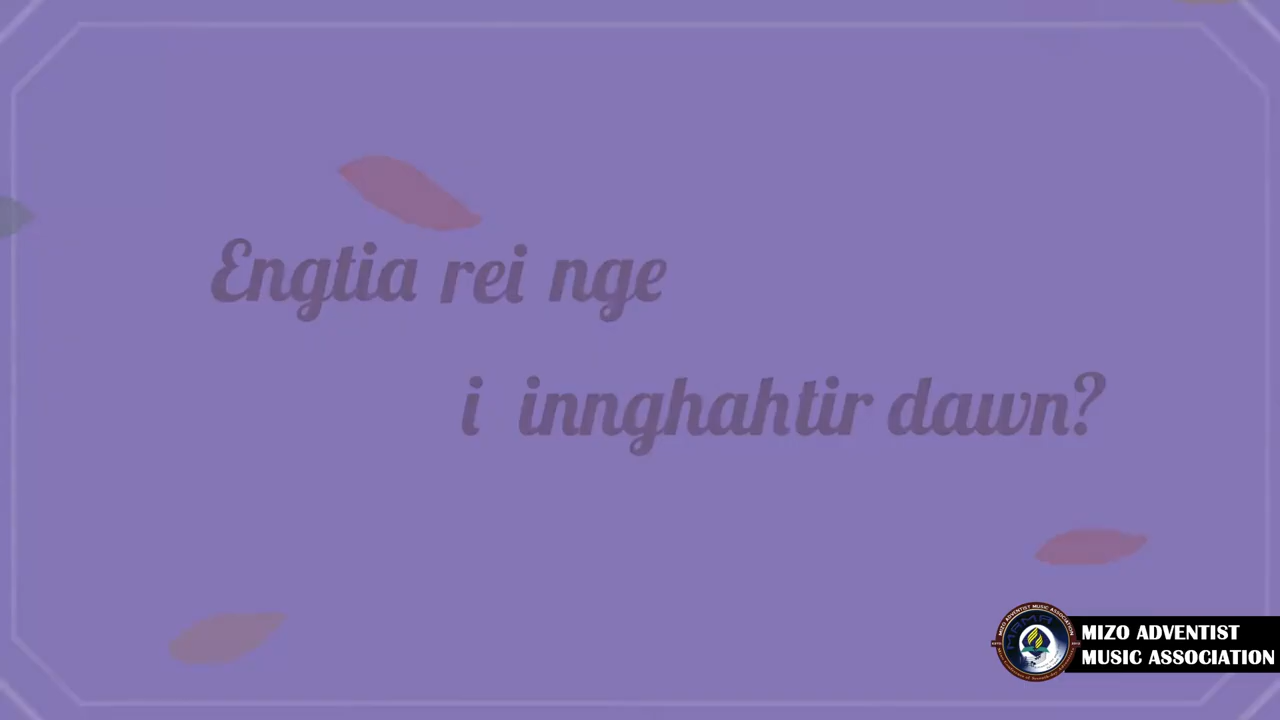 Engtia rei nge
i innghahtir dawn?
MIZO ADVENTIST
MUSIC ASSOCIATION